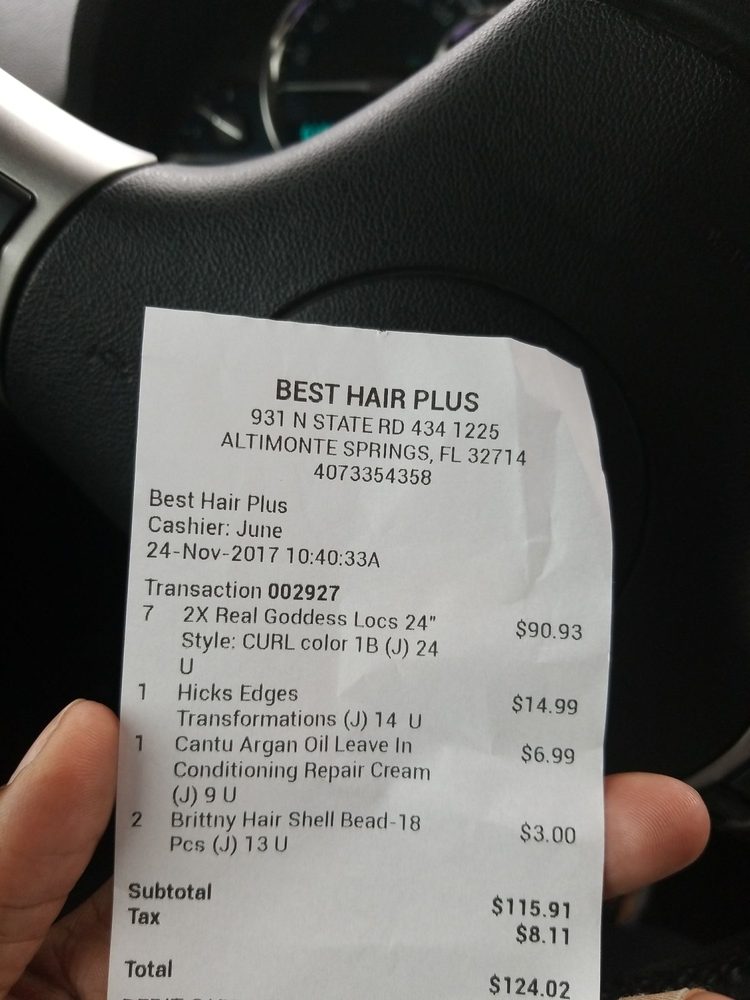 BEST HAIR PLUS
931 N STATE RD 434 1225
ALTIMONTE SPRINGS, FL 32714
4073354358
Best Hair Plus
Cashier: June
24-Nov-2017 10:40:33A
Transaction 002927
7 2X Real Goddess Locs 24" $90.93
Style: CURL color 1B (J) 24
U
1 Hicks Edges $14.99
Transformations (J) 14 U
1 Cantu Argan Oil Leave In $6.99
Conditioning Repair Cream
(J) 9 U
2 Brittny Hair Shell Bead-18 $3.00
Pcs (J) 13 U
Subtotal $115.91
Tax $8.11
Total $124.02